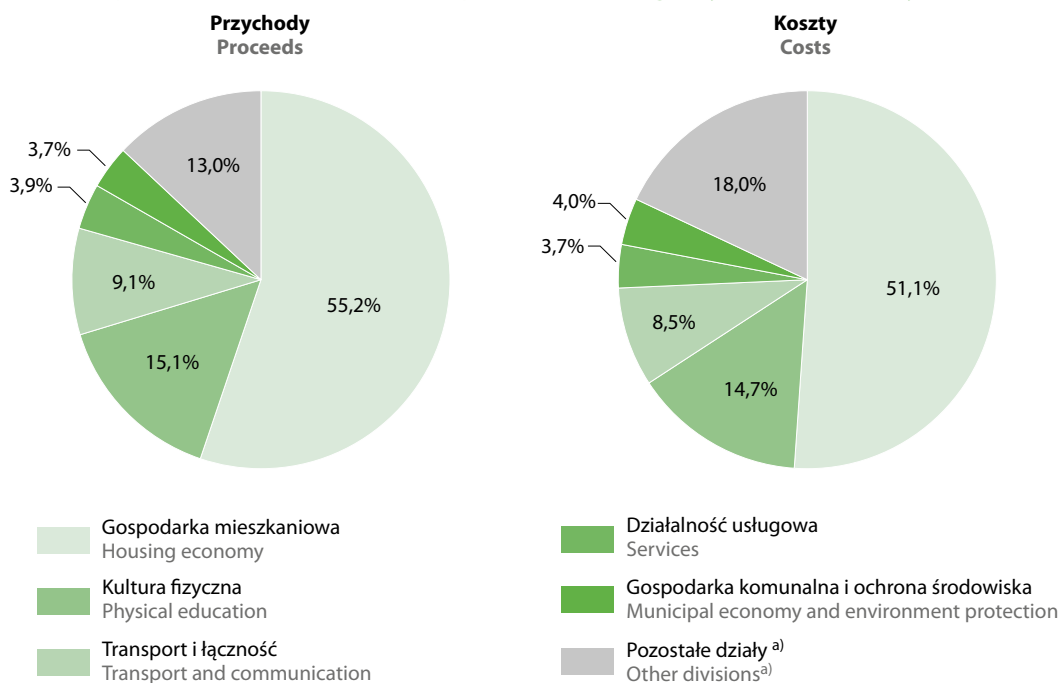 Przychody
Proceeds
3,7%
3,9%
13,0%
9,1%
15,1%
55,2%
Koszty
Costs
4,0%
3,7%
18,0%
8,5%
14,7%
51,1%
Gospodarka mieszkaniowa
Housing economy
Kultura fizyczna
Physical education
Transport i łączność
Transport and communication
Działalność usługowa
Services
Gospodarka komunalna i ochrona środowiska
Municipal economy and environment protection
Pozostałe działy a)
Other divisionsa)